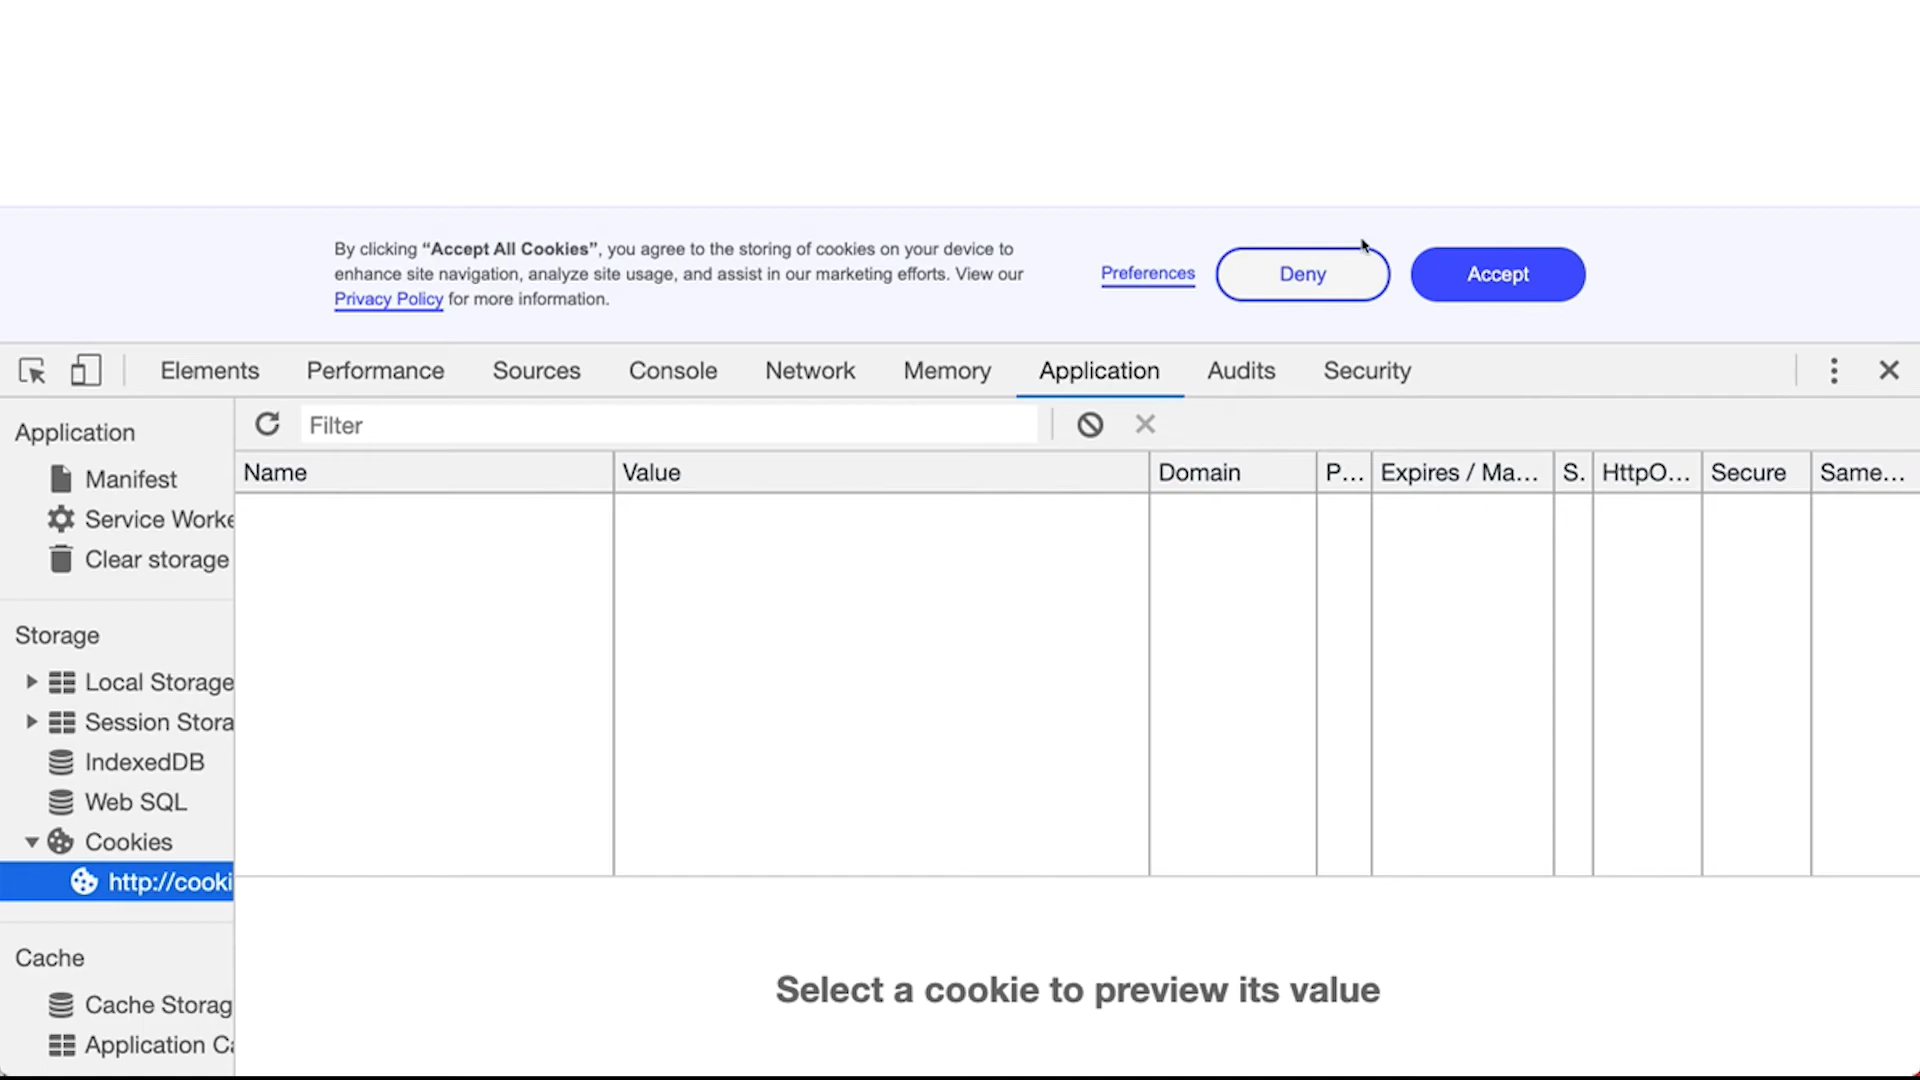 By clicking “Accept All Cookies”, you agree to the storing of cookies on your device to
enhance site navigation, analyze site usage, and assist in our marketing efforts. View our
Privacy Policy for more information.
Preferences
Deny
Accept
Elements
Performance
Sources
Console
Network
Memory
Application
Audits
Security
Application
Manifest
Service Worke
Clear storage
Storage
Local Storage
Session Stora
IndexedDB
Web SQL
Cookies
http://cooki
Cache
Cache Storag
Application Ca
Filter
Name
Value
Domain
P...
Expires / Ma...
S.
HttpO...
Secure
Same...
Select a cookie to preview its value